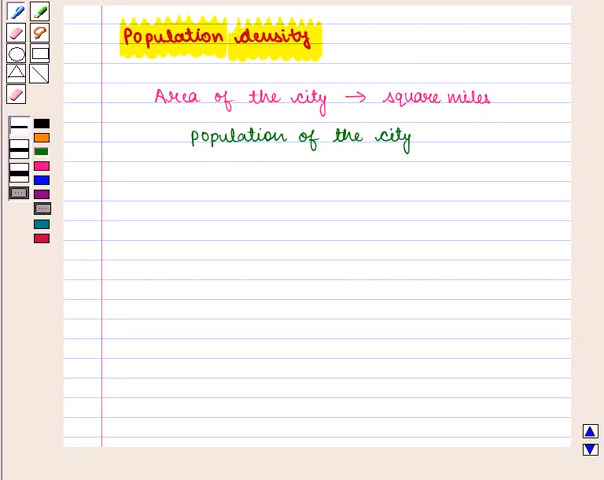 Population density
Area of the city → square miles
population of the city